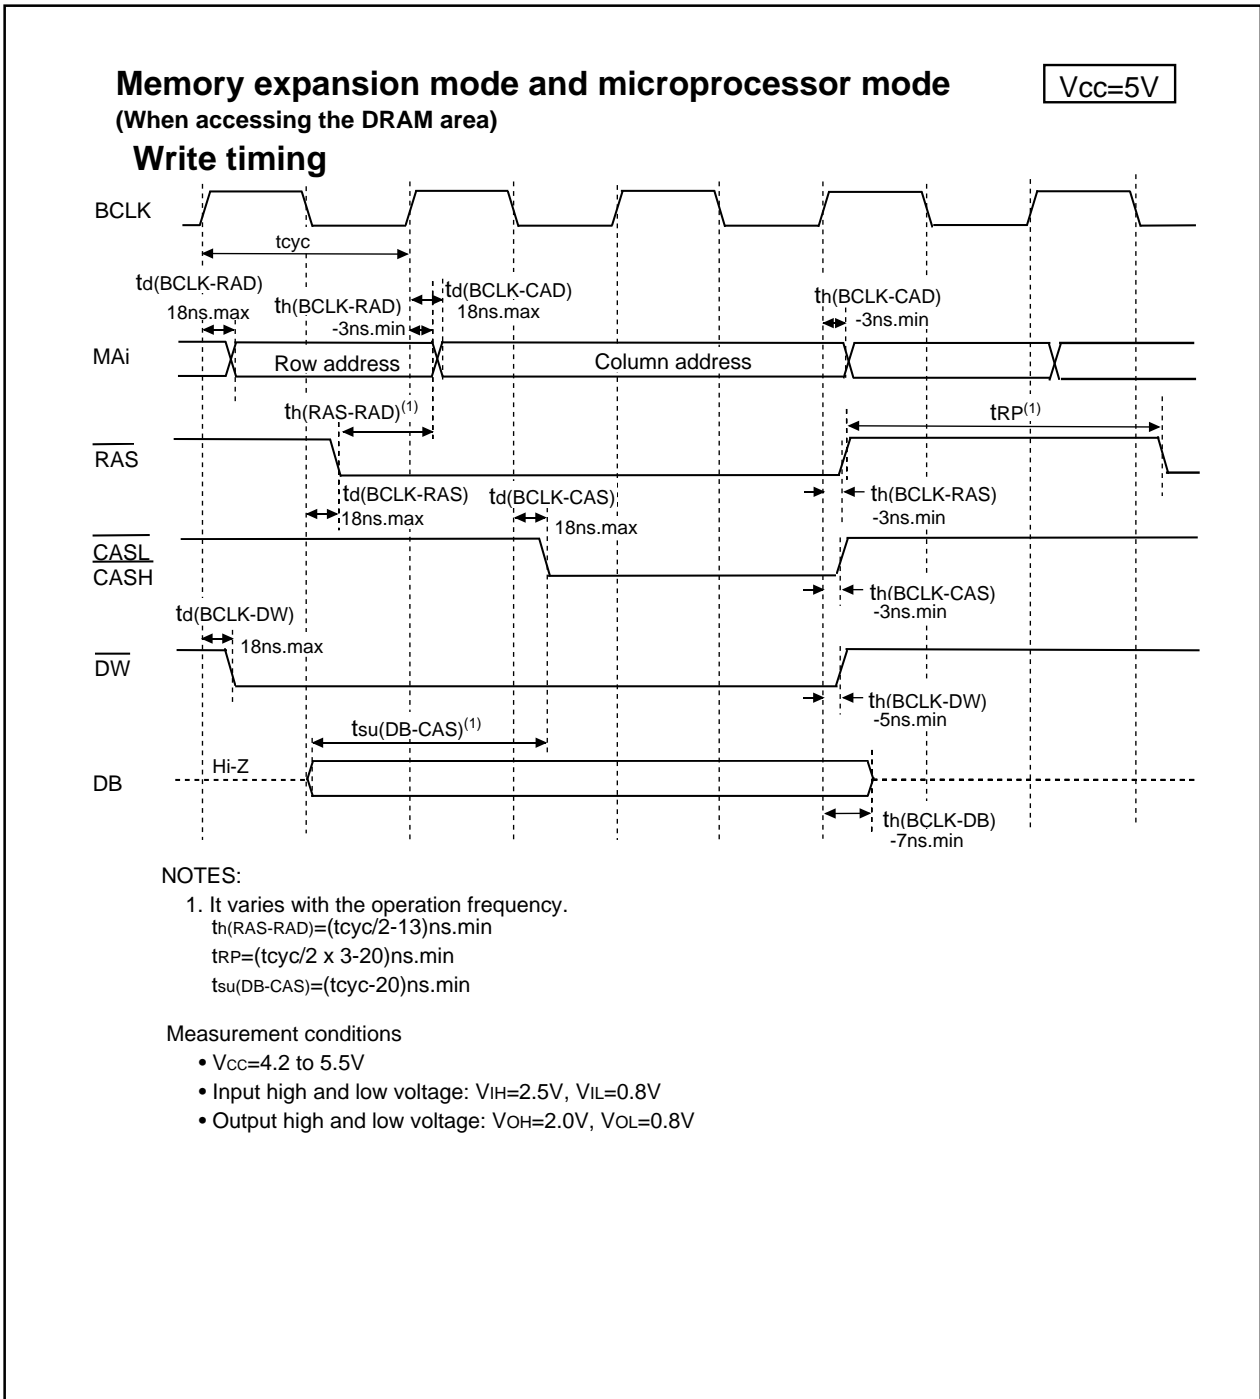 Memory expansion mode and microprocessor mode
Vcc=5V
(When accessing the DRAM area)
Write timing
BCLK
tcyc
td(BCLK-RAD)
18ns.max
th(BCLK-RAD)
-3ns.min
td(BCLK-CAD)
18ns.max
th(BCLK-CAD)
-3ns.min
MAi
Row address
Column address
th(RAS-RAD)(1)
tRP(1)
RAS
td(BCLK-RAS)
18ns.max
td(BCLK-CAS)
18ns.max
th(BCLK-RAS)
-3ns.min
CASL
CASH
th(BCLK-CAS)
-3ns.min
td(BCLK-DW)
18ns.max
DW
th(BCLK-DW)
-5ns.min
tsu(DB-CAS)(1)
Hi-Z
DB
th(BCLK-DB)
-7ns.min
NOTES:
1. It varies with the operation frequency.
th(RAS-RAD)=(tcyc/2-13)ns.min
tRP=(tcyc/2 x 3-20)ns.min
tsu(DB-CAS)=(tcyc-20)ns.min
Measurement conditions
• Vcc=4.2 to 5.5V
• Input high and low voltage: VIH=2.5V, VIL=0.8V
• Output high and low voltage: VOH=2.0V, VOL=0.8V